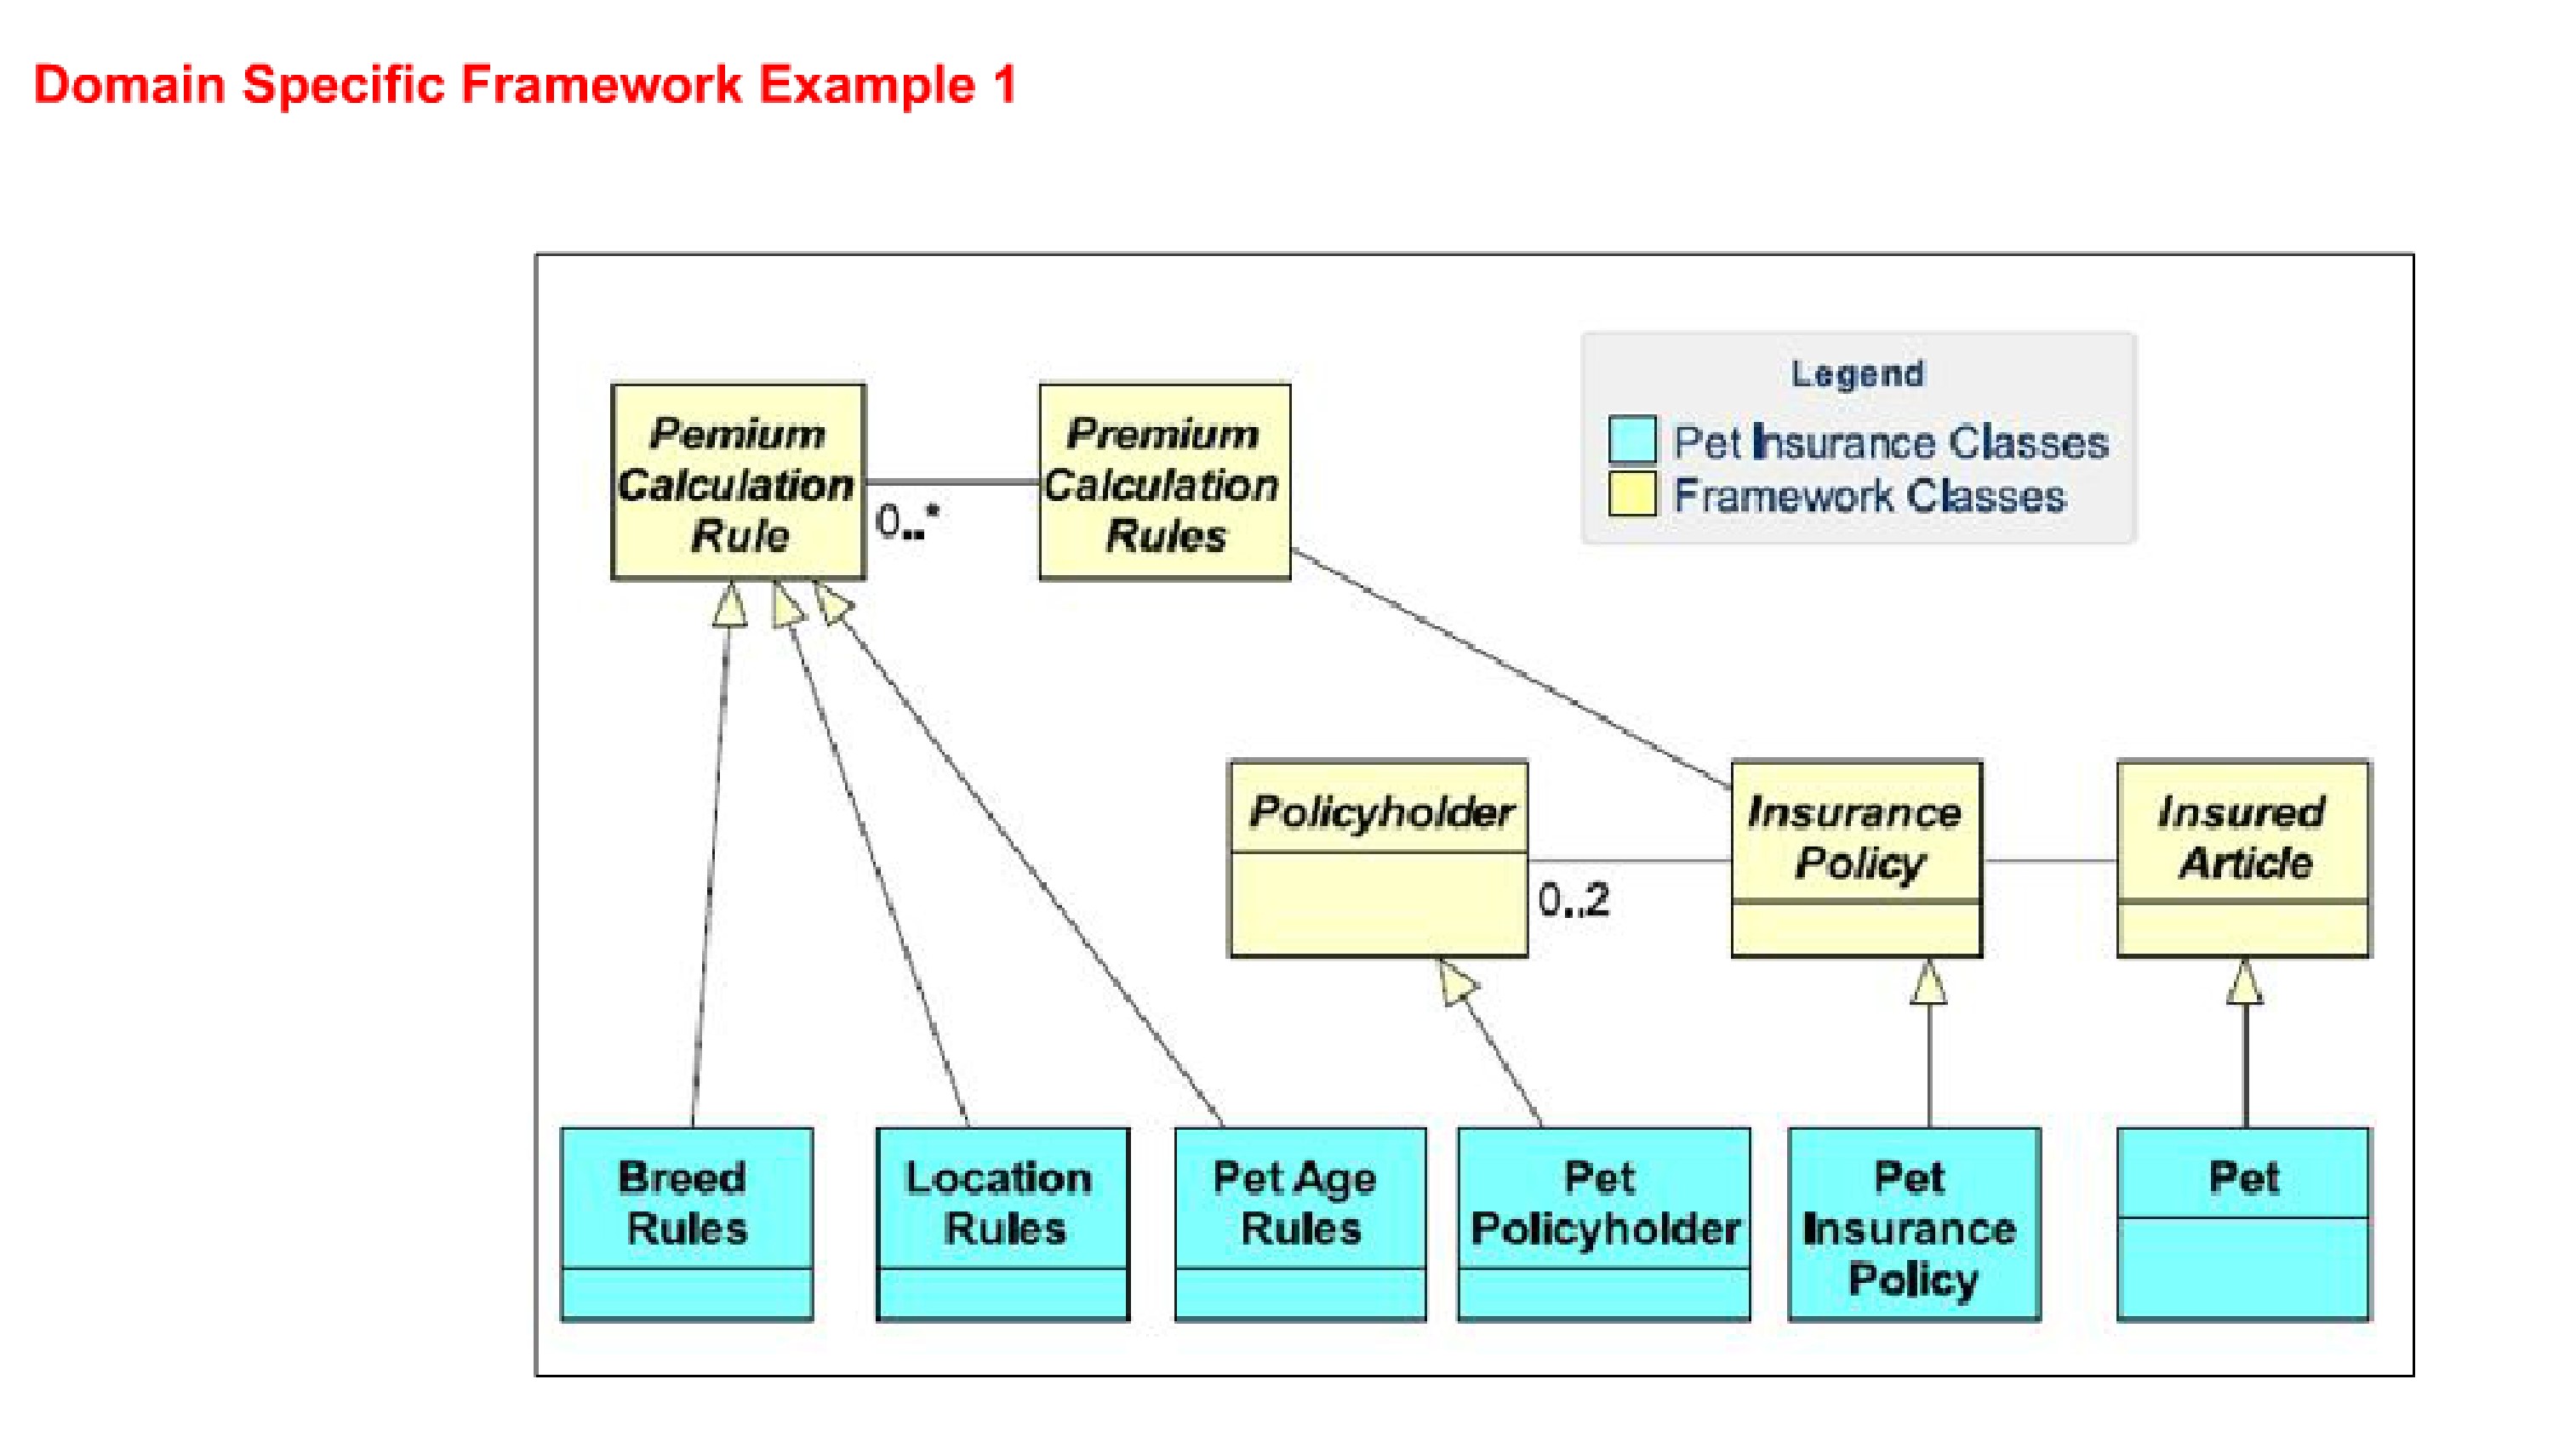 Domain Specific Framework Example 1
Legend
Pet Insurance Classes
Framework Classes
Pemium
Calculation
Rule
0..*
Premium
Calculation
Rules
Policyholder
0..2
Insurance
Policy
Insured
Article
Breed
Rules
Location
Rules
Pet Age
Rules
Pet
Policyholder
Pet
Insurance
Policy
Pet